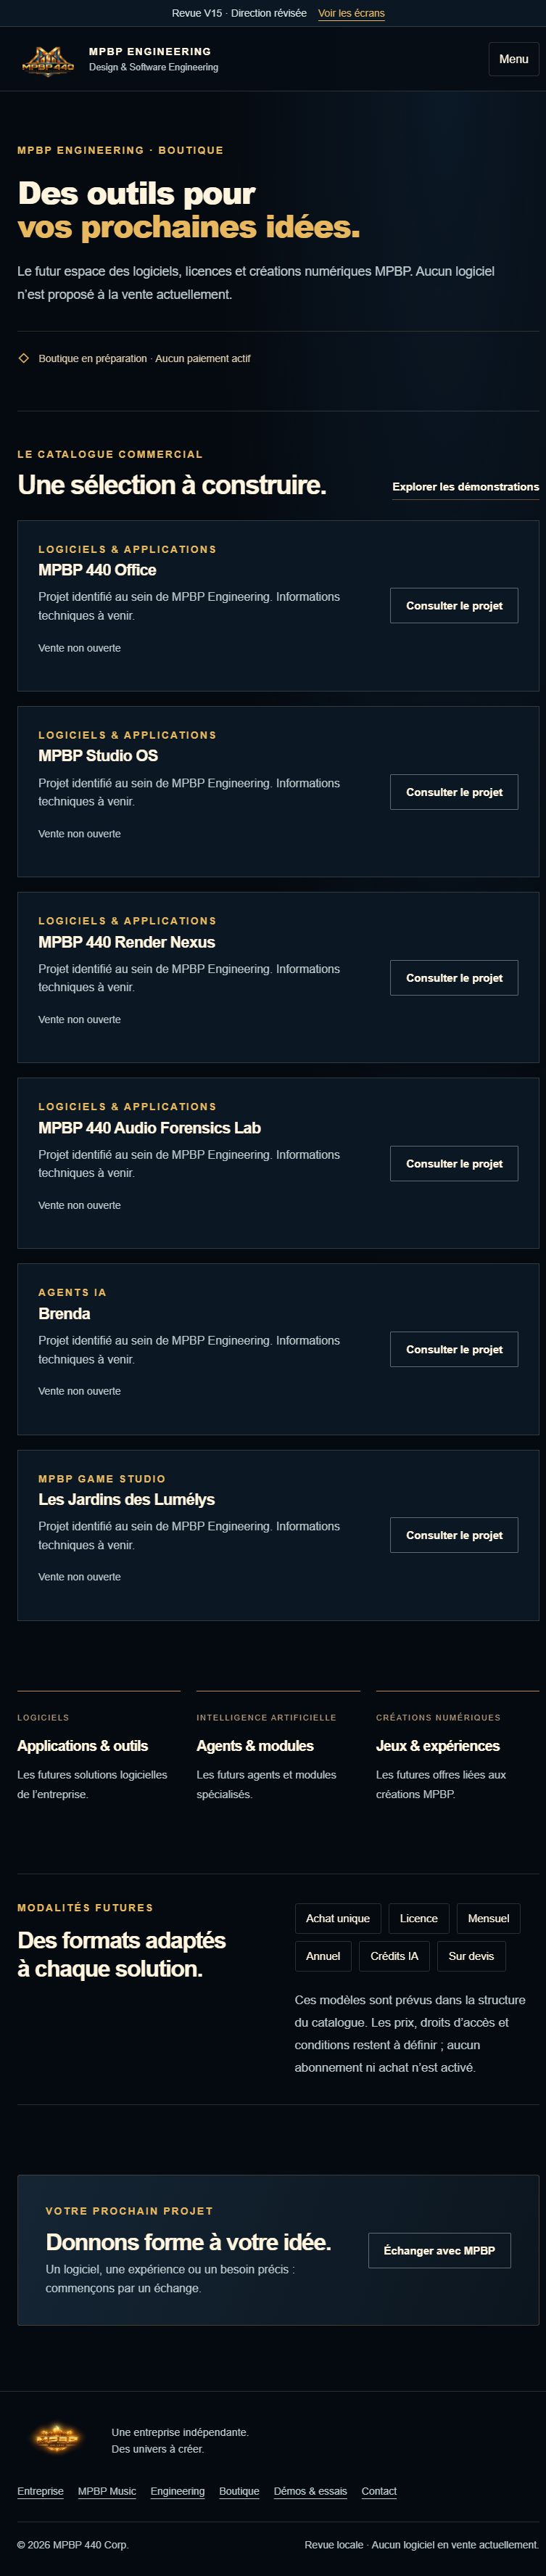 Revue V15 · Direction révisée Voir les écrans
MPBP 440
MPBP ENGINEERING
Design & Software Engineering
Menu
MPBP ENGINEERING · BOUTIQUE
Des outils pour
vos prochaines idées.
Le futur espace des logiciels, licences et créations numériques MPBP. Aucun logiciel
n’est proposé à la vente actuellement.
Boutique en préparation · Aucun paiement actif
LE CATALOGUE COMMERCIAL
Une sélection à construire.
Explorer les démonstrations
LOGICIELS & APPLICATIONS
MPBP 440 Office
Projet identifié au sein de MPBP Engineering. Informations
techniques à venir.
Vente non ouverte
Consulter le projet
LOGICIELS & APPLICATIONS
MPBP Studio OS
Projet identifié au sein de MPBP Engineering. Informations
techniques à venir.
Vente non ouverte
Consulter le projet
LOGICIELS & APPLICATIONS
MPBP 440 Render Nexus
Projet identifié au sein de MPBP Engineering. Informations
techniques à venir.
Vente non ouverte
Consulter le projet
LOGICIELS & APPLICATIONS
MPBP 440 Audio Forensics Lab
Projet identifié au sein de MPBP Engineering. Informations
techniques à venir.
Vente non ouverte
Consulter le projet
AGENTS IA
Brenda
Projet identifié au sein de MPBP Engineering. Informations
techniques à venir.
Vente non ouverte
Consulter le projet
MPBP GAME STUDIO
Les Jardins des Lumélys
Projet identifié au sein de MPBP Engineering. Informations
techniques à venir.
Vente non ouverte
Consulter le projet
LOGICIELS
Applications & outils
Les futures solutions logicielles
de l’entreprise.
INTELLIGENCE ARTIFICIELLE
Agents & modules
Les futurs agents et modules
spécialisés.
CRÉATIONS NUMÉRIQUES
Jeux & expériences
Les futures offres liées aux
créations MPBP.
MODALITÉS FUTURES
Des formats adaptés
à chaque solution.
Achat unique Licence Mensuel
Annuel Crédits IA Sur devis
Ces modèles sont prévus dans la structure
du catalogue. Les prix, droits d’accès et
conditions restent à définir ; aucun
abonnement ni achat n’est activé.
VOTRE PROCHAIN PROJET
Donnons forme à votre idée.
Un logiciel, une expérience ou un besoin précis :
commençons par un échange.
Échanger avec MPBP
MPBP
Une entreprise indépendante.
Des univers à créer.
Entreprise MPBP Music Engineering Boutique Démos & essais Contact
© 2026 MPBP 440 Corp.
Revue locale · Aucun logiciel en vente actuellement.